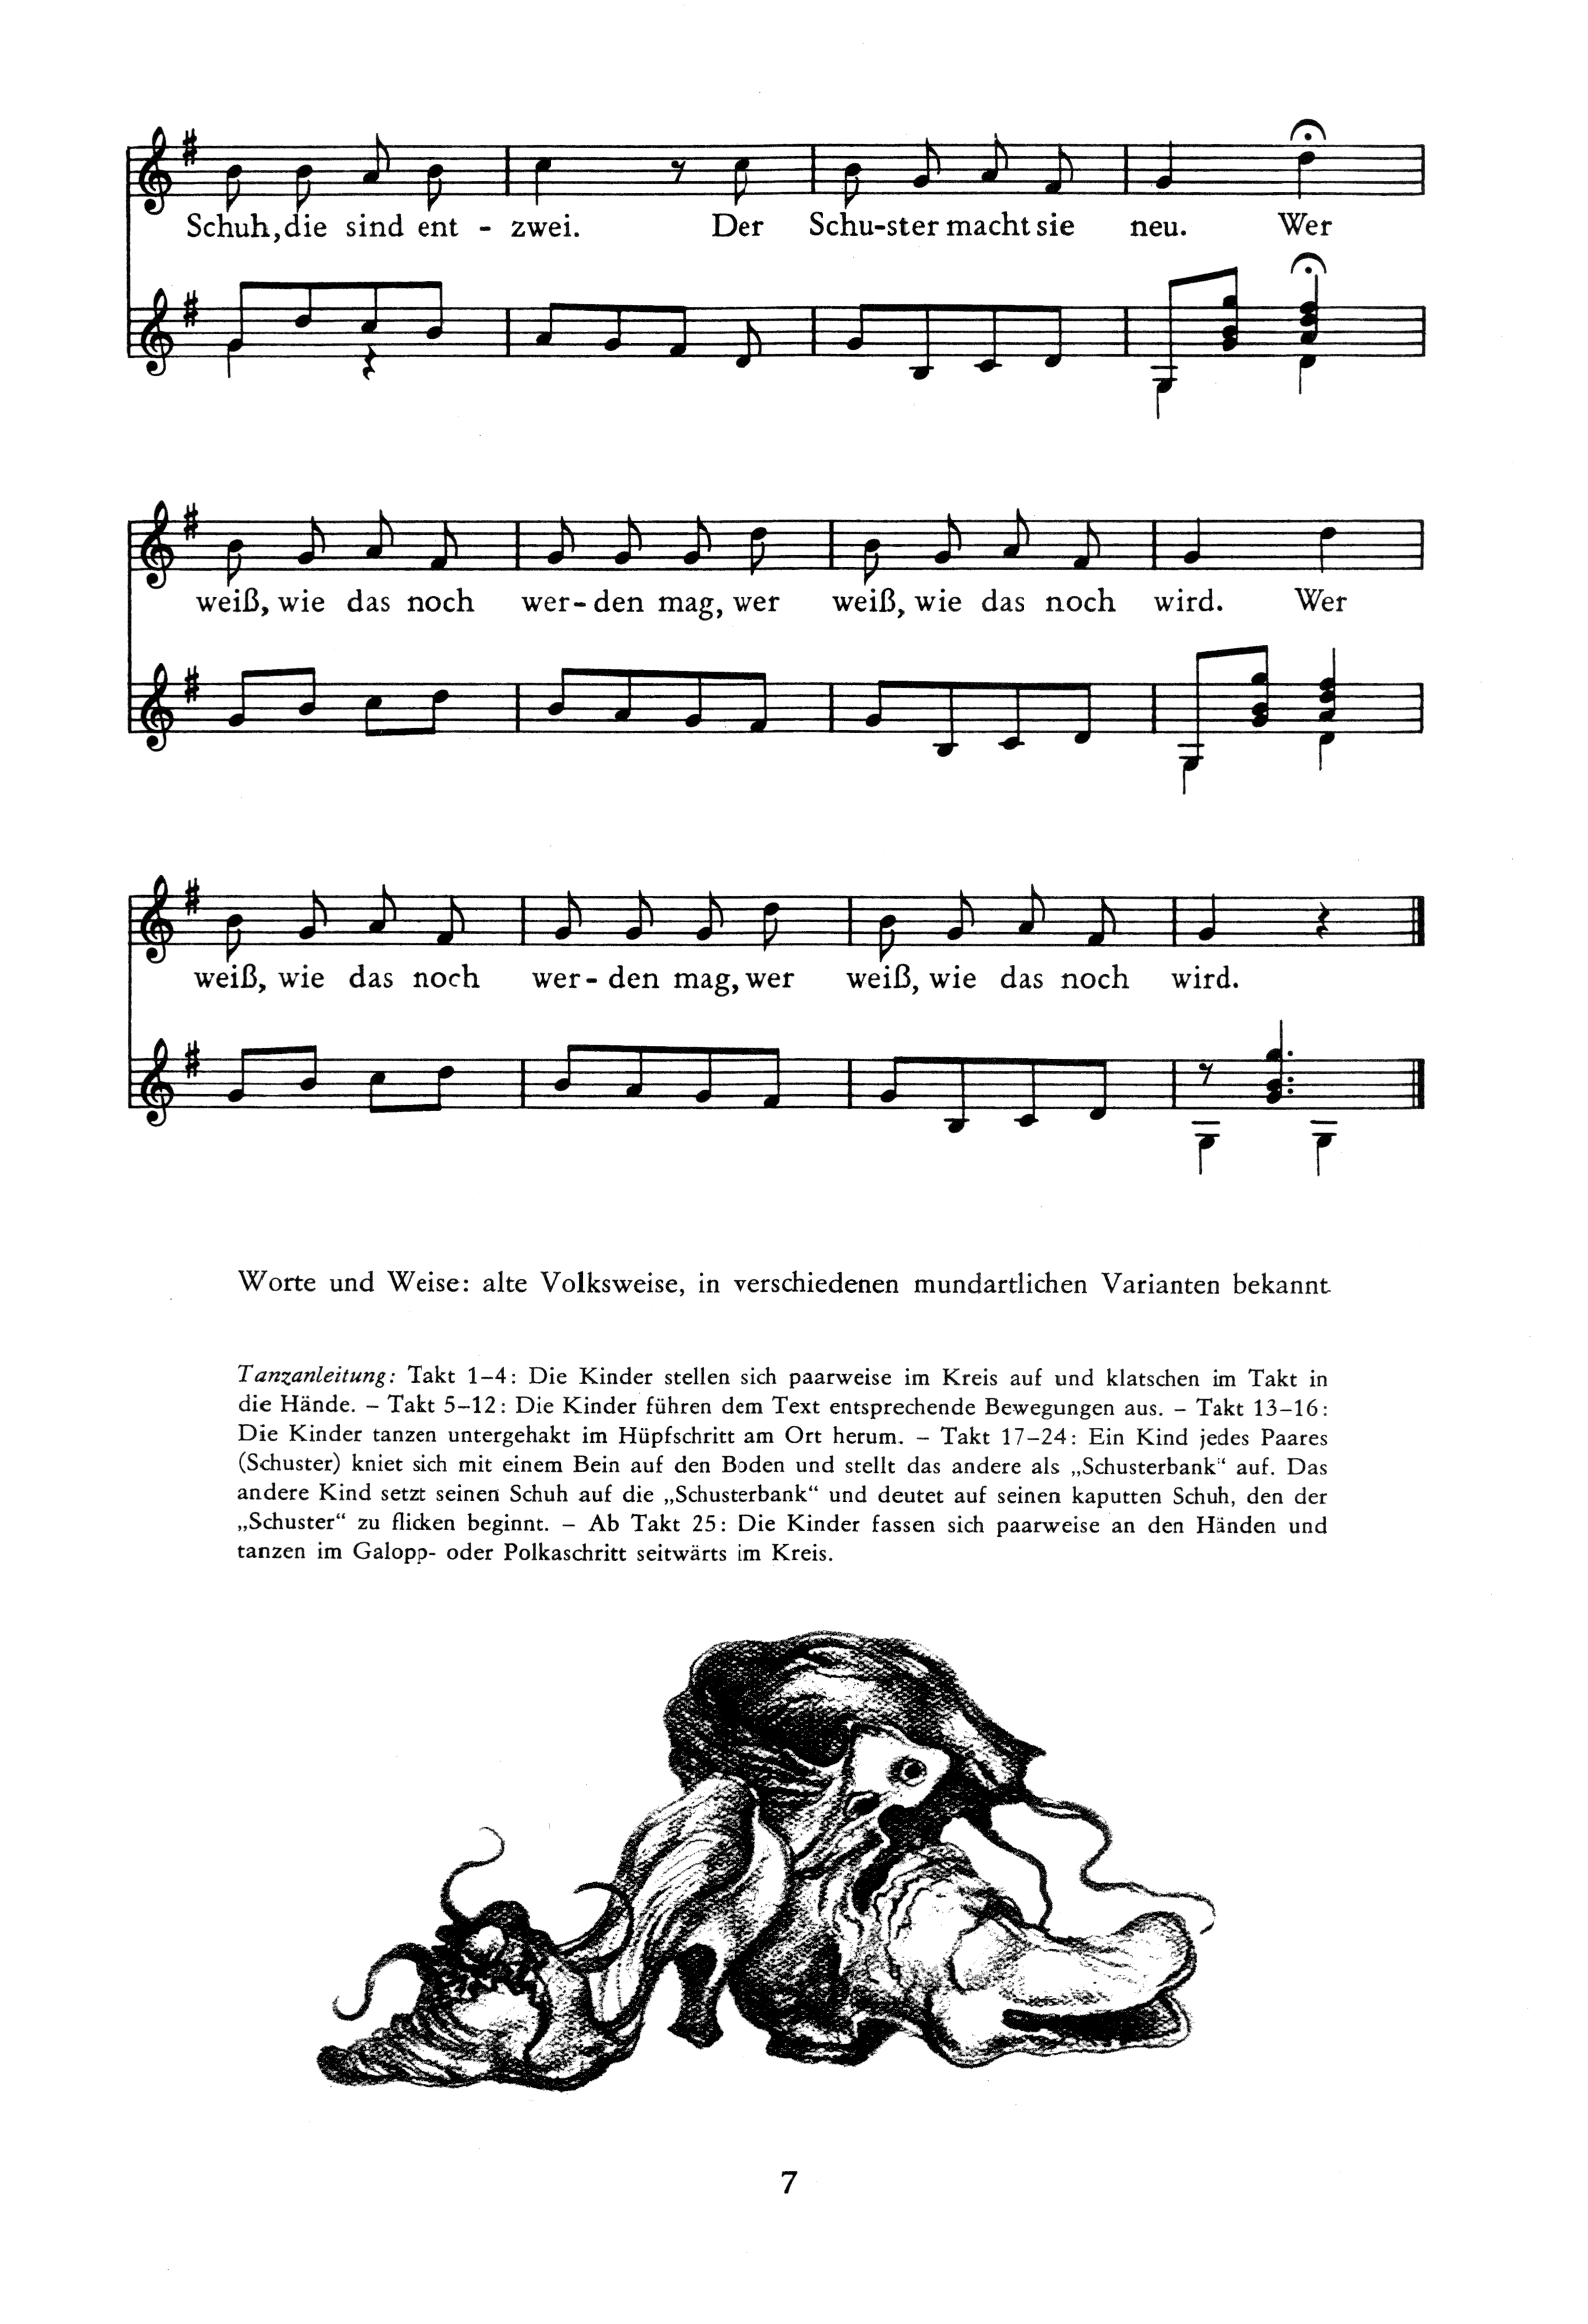 Schuh, die sind ent - zwei. Der Schu-ster macht sie neu. Wer
weiß, wie das noch wer- den mag, wer weiß, wie das noch wird. Wer
weiß, wie das noch wer- den mag, wer weiß, wie das noch wird.
Worte und Weise: alte Volksweise, in verschiedenen mundartlichen Varianten bekannt
Tanzanleitung: Takt 1–4: Die Kinder stellen sich paarweise im Kreis auf und klatschen im Takt in
die Hände. – Takt 5–12: Die Kinder führen dem Text entsprechende Bewegungen aus. – Takt 13–16:
Die Kinder tanzen untergehakt im Hüpfschritt am Ort herum. – Takt 17–24: Ein Kind jedes Paares
(Schuster) kniet sich mit einem Bein auf den Boden und stellt das andere als „Schusterbank“ auf. Das
andere Kind setzt seinen Schuh auf die „Schusterbank“ und deutet auf seinen kaputten Schuh, den der
„Schuster“ zu flicken beginnt. – Ab Takt 25: Die Kinder fassen sich paarweise an den Händen und
tanzen im Galopp- oder Polkaschritt seitwärts im Kreis.
7